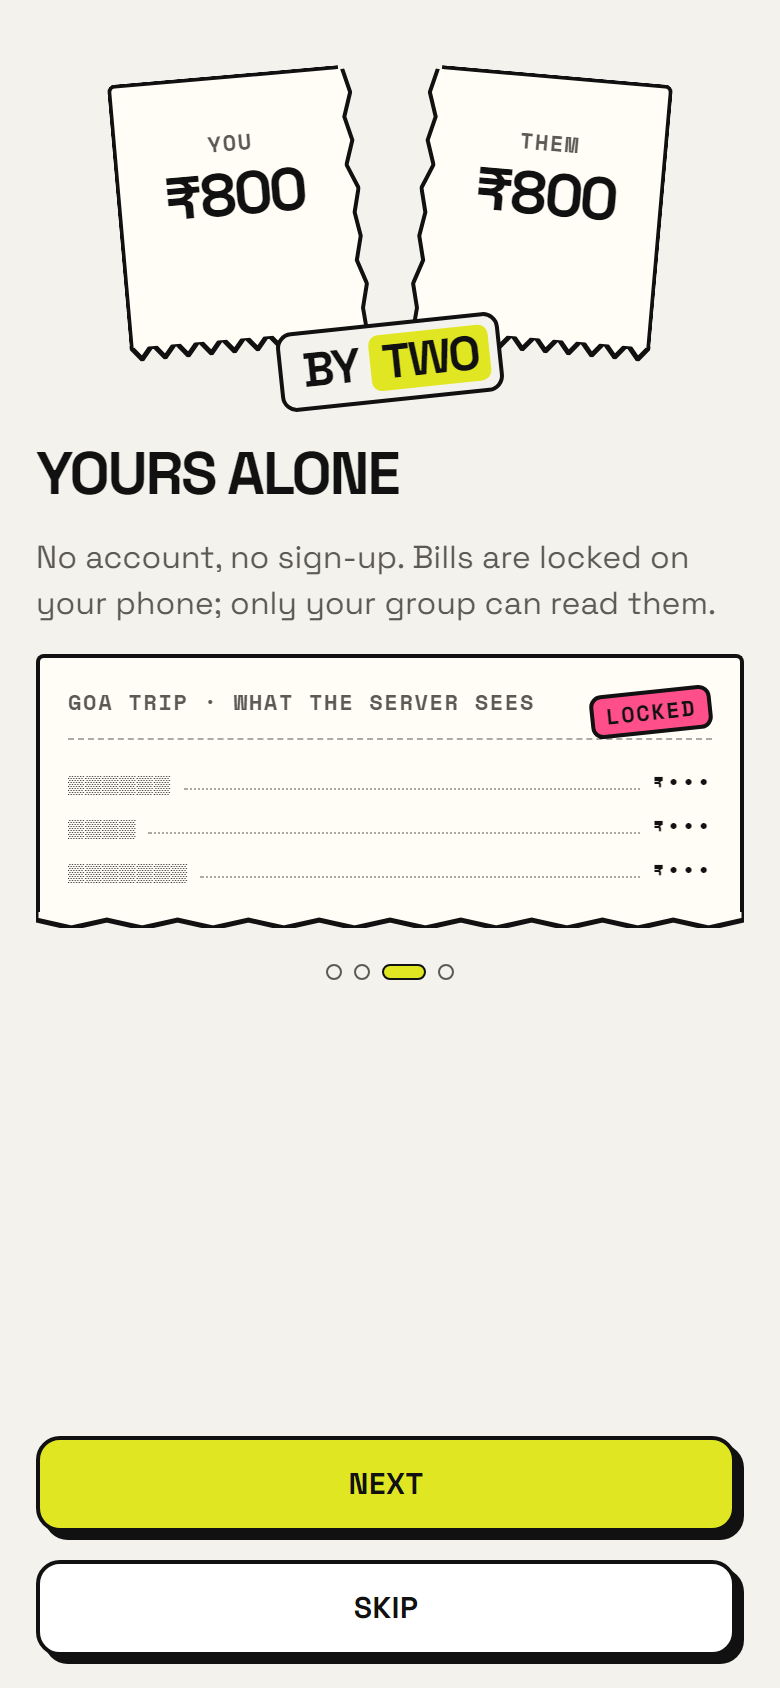 YOU
₹800
THEM
₹800
BY TWO
YOURS ALONE
No account, no sign-up. Bills are locked on
your phone; only your group can read them.
GOA TRIP · WHAT THE SERVER SEES
LOCKED
▒▒▒▒▒▒ ₹•••
▒▒▒▒ ₹•••
▒▒▒▒▒▒▒ ₹•••
NEXT
SKIP